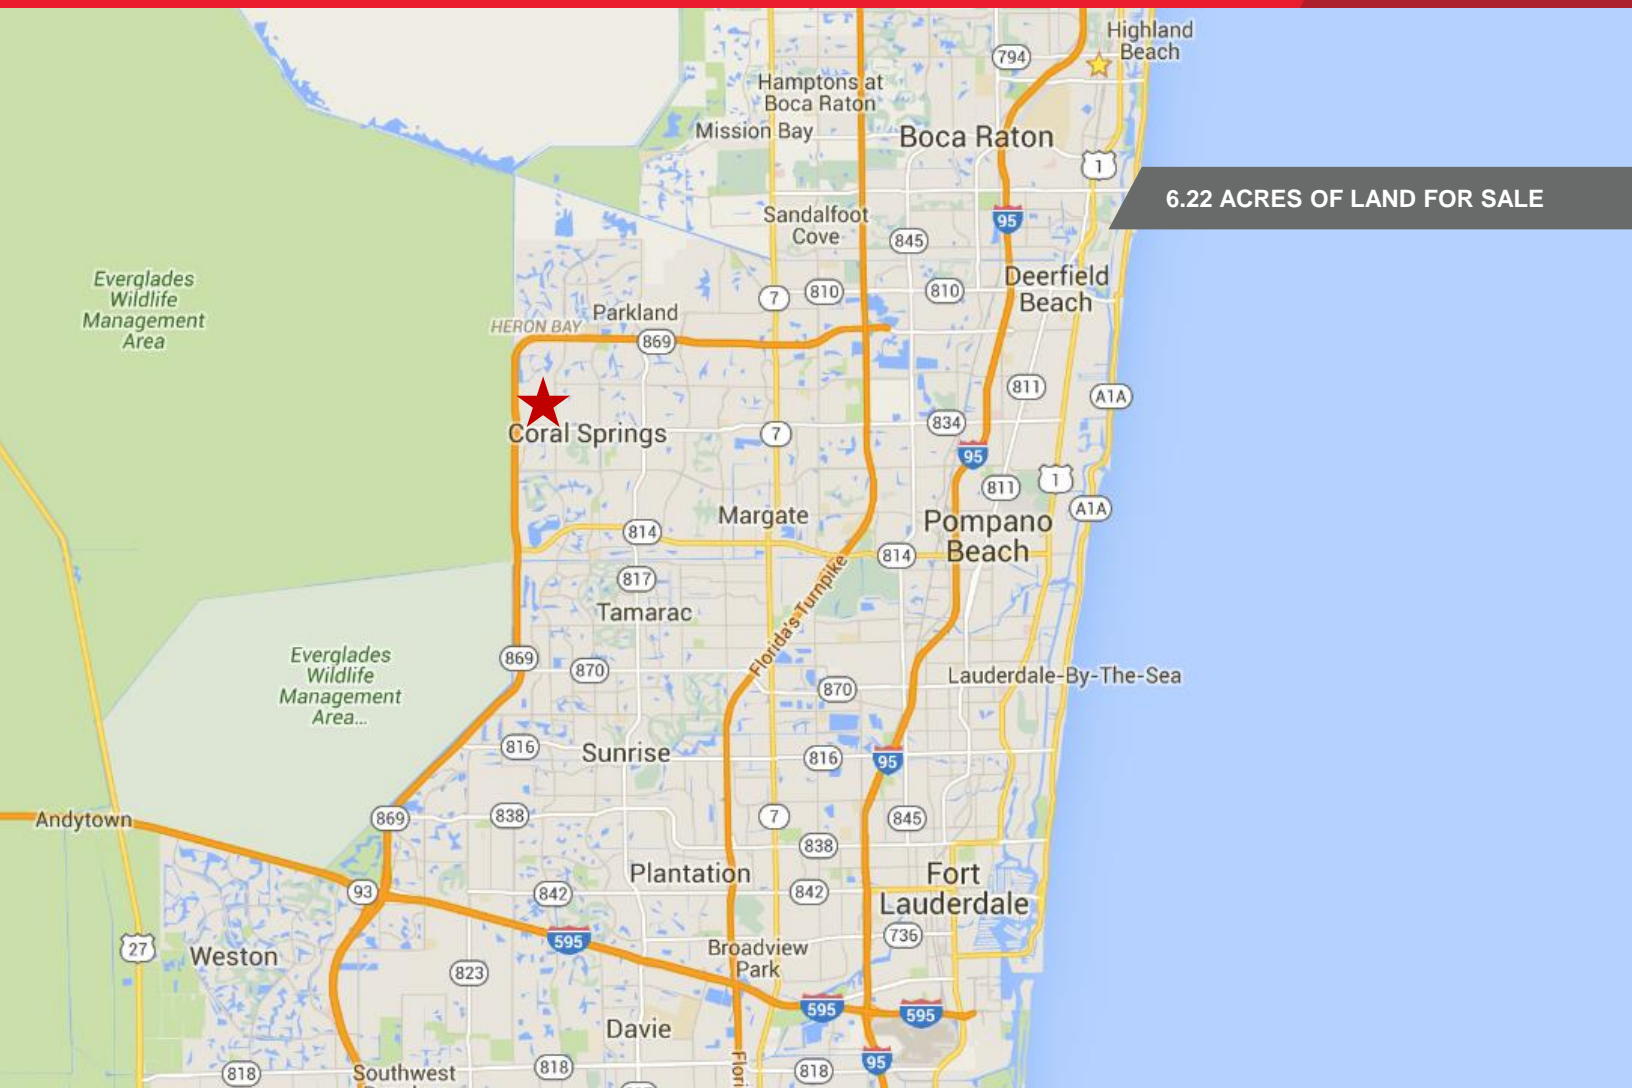 Highland
Beach
794
Hamptons at
Boca Raton
Mission Bay
Boca Raton
1
6.22 ACRES OF LAND FOR SALE
Sandalfoot
Cove
95
845
Everglades
Wildlife
Management
Area
Deerfield
Beach
7
810
810
Parkland
HERON BAY
869
811
A1A
Coral Springs
7
834
95
811
1
A1A
Margate
Pompano
Beach
814
814
817
Tamarac
Florida's Turnpike
Everglades
Wildlife
Management
Area...
869
870
870
Lauderdale-By-The-Sea
816
Sunrise
816
95
Andytown
869
838
7
845
838
Plantation
Fort
Lauderdale
93
842
842
27
Weston
595
Broadview
Park
736
823
595
595
Davie
95
818
Southwest
818
Flori
818